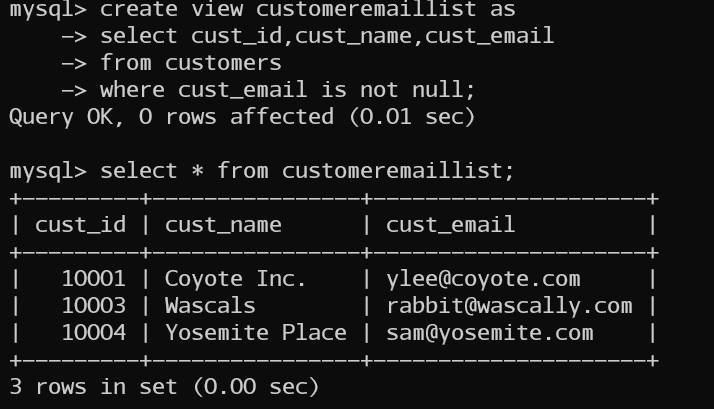 mysql> create view customeremaillist as
    -> select cust_id,cust_name,cust_email
    -> from customers
    -> where cust_email is not null;
Query OK, 0 rows affected (0.01 sec)

mysql> select * from customeremaillist;
+---------+----------------+---------------------+
| cust_id | cust_name      | cust_email          |
+---------+----------------+---------------------+
|   10001 | Coyote Inc.    | ylee@coyote.com     |
|   10003 | Wascals        | rabbit@wascally.com |
|   10004 | Yosemite Place | sam@yosemite.com    |
+---------+----------------+---------------------+
3 rows in set (0.00 sec)